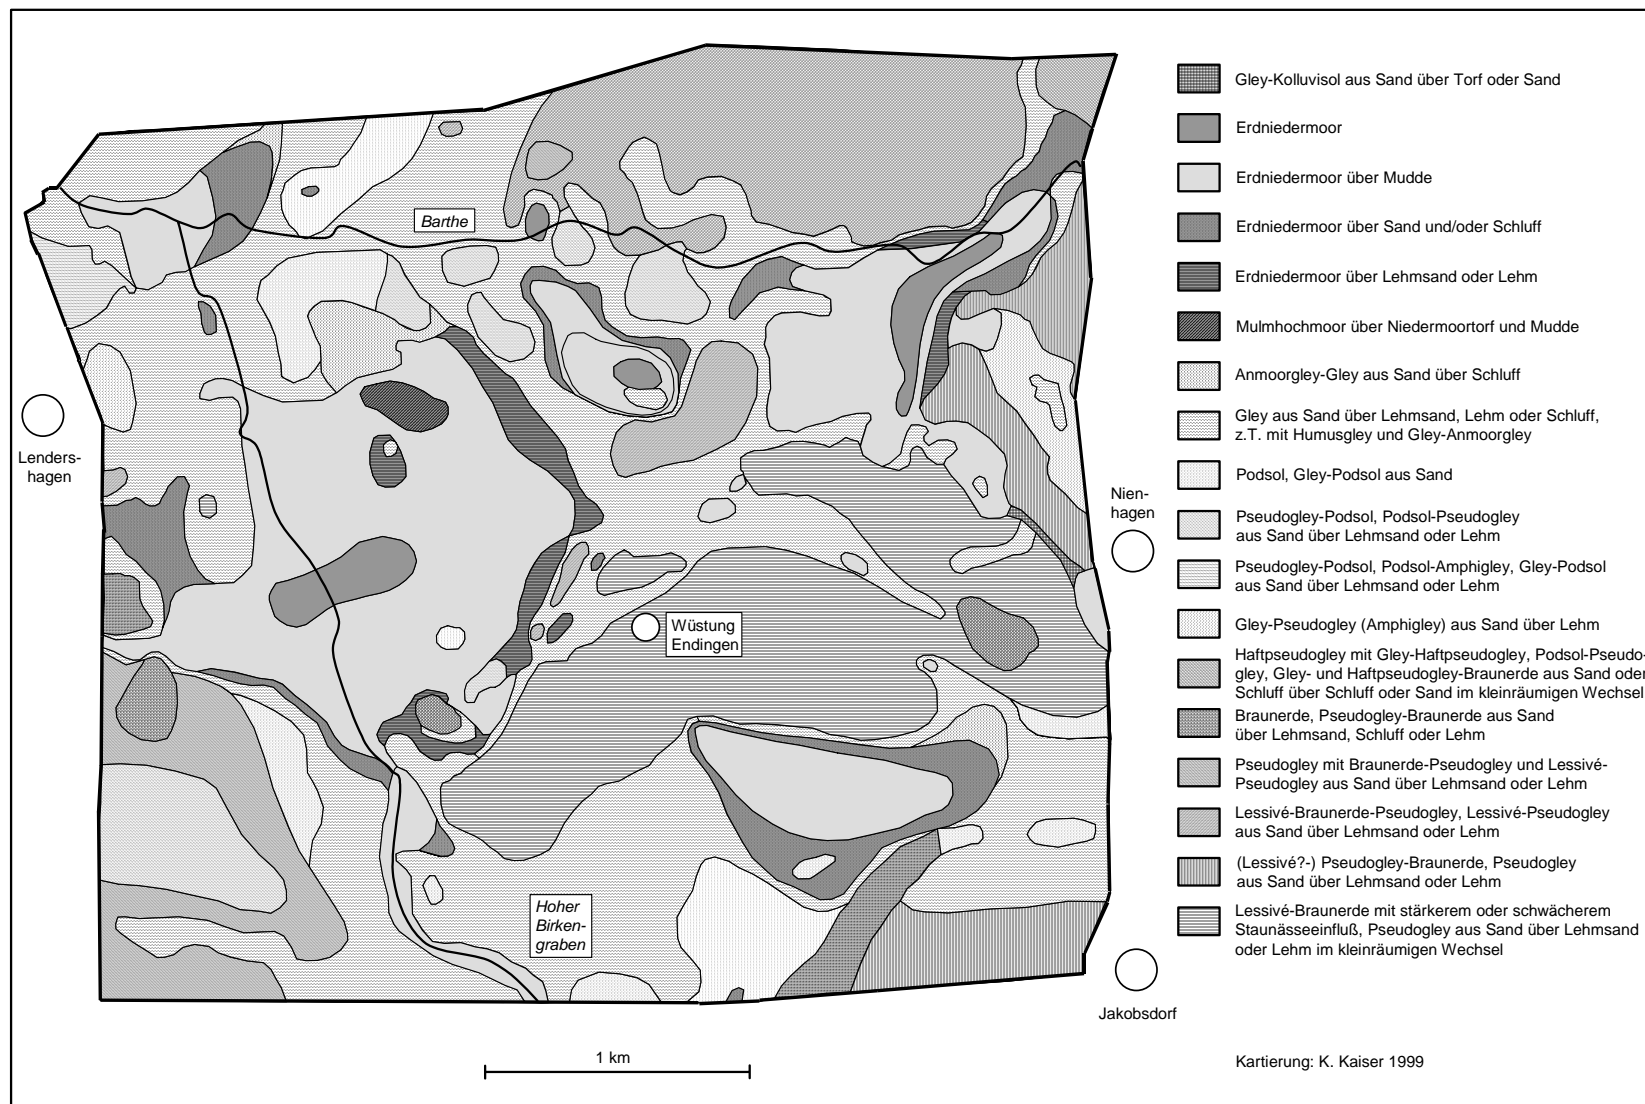 Barthe
Lenders-
hagen
Nien-
hagen
Wüstung
Endingen
Hoher
Birken-
graben
Jakobsdorf
1 km
Gley-Kolluvisol aus Sand über Torf oder Sand
Erdniedermoor
Erdniedermoor über Mudde
Erdniedermoor über Sand und/oder Schluff
Erdniedermoor über Lehmsand oder Lehm
Mulmhochmoor über Niedermoortorf und Mudde
Anmoorgley-Gley aus Sand über Schluff
Gley aus Sand über Lehmsand, Lehm oder Schluff,
z.T. mit Humusgley und Gley-Anmoorgley
Podsol, Gley-Podsol aus Sand
Pseudogley-Podsol, Podsol-Pseudogley
aus Sand über Lehmsand oder Lehm
Pseudogley-Podsol, Podsol-Amphigley, Gley-Podsol
aus Sand über Lehmsand oder Lehm
Gley-Pseudogley (Amphigley) aus Sand über Lehm
Haftpseudogley mit Gley-Haftpseudogley, Podsol-Pseudo-
gley, Gley- und Haftpseudogley-Braunerde aus Sand oder
Schluff über Schluff oder Sand im kleinräumigen Wechsel
Braunerde, Pseudogley-Braunerde aus Sand
über Lehmsand, Schluff oder Lehm
Pseudogley mit Braunerde-Pseudogley und Lessivé-
Pseudogley aus Sand über Lehmsand oder Lehm
Lessivé-Braunerde-Pseudogley, Lessivé-Pseudogley
aus Sand über Lehmsand oder Lehm
(Lessivé?-) Pseudogley-Braunerde, Pseudogley
aus Sand über Lehmsand oder Lehm
Lessivé-Braunerde mit stärkerem oder schwächerem
Staunässeeinfluß, Pseudogley aus Sand über Lehmsand
oder Lehm im kleinräumigen Wechsel
Kartierung: K. Kaiser 1999